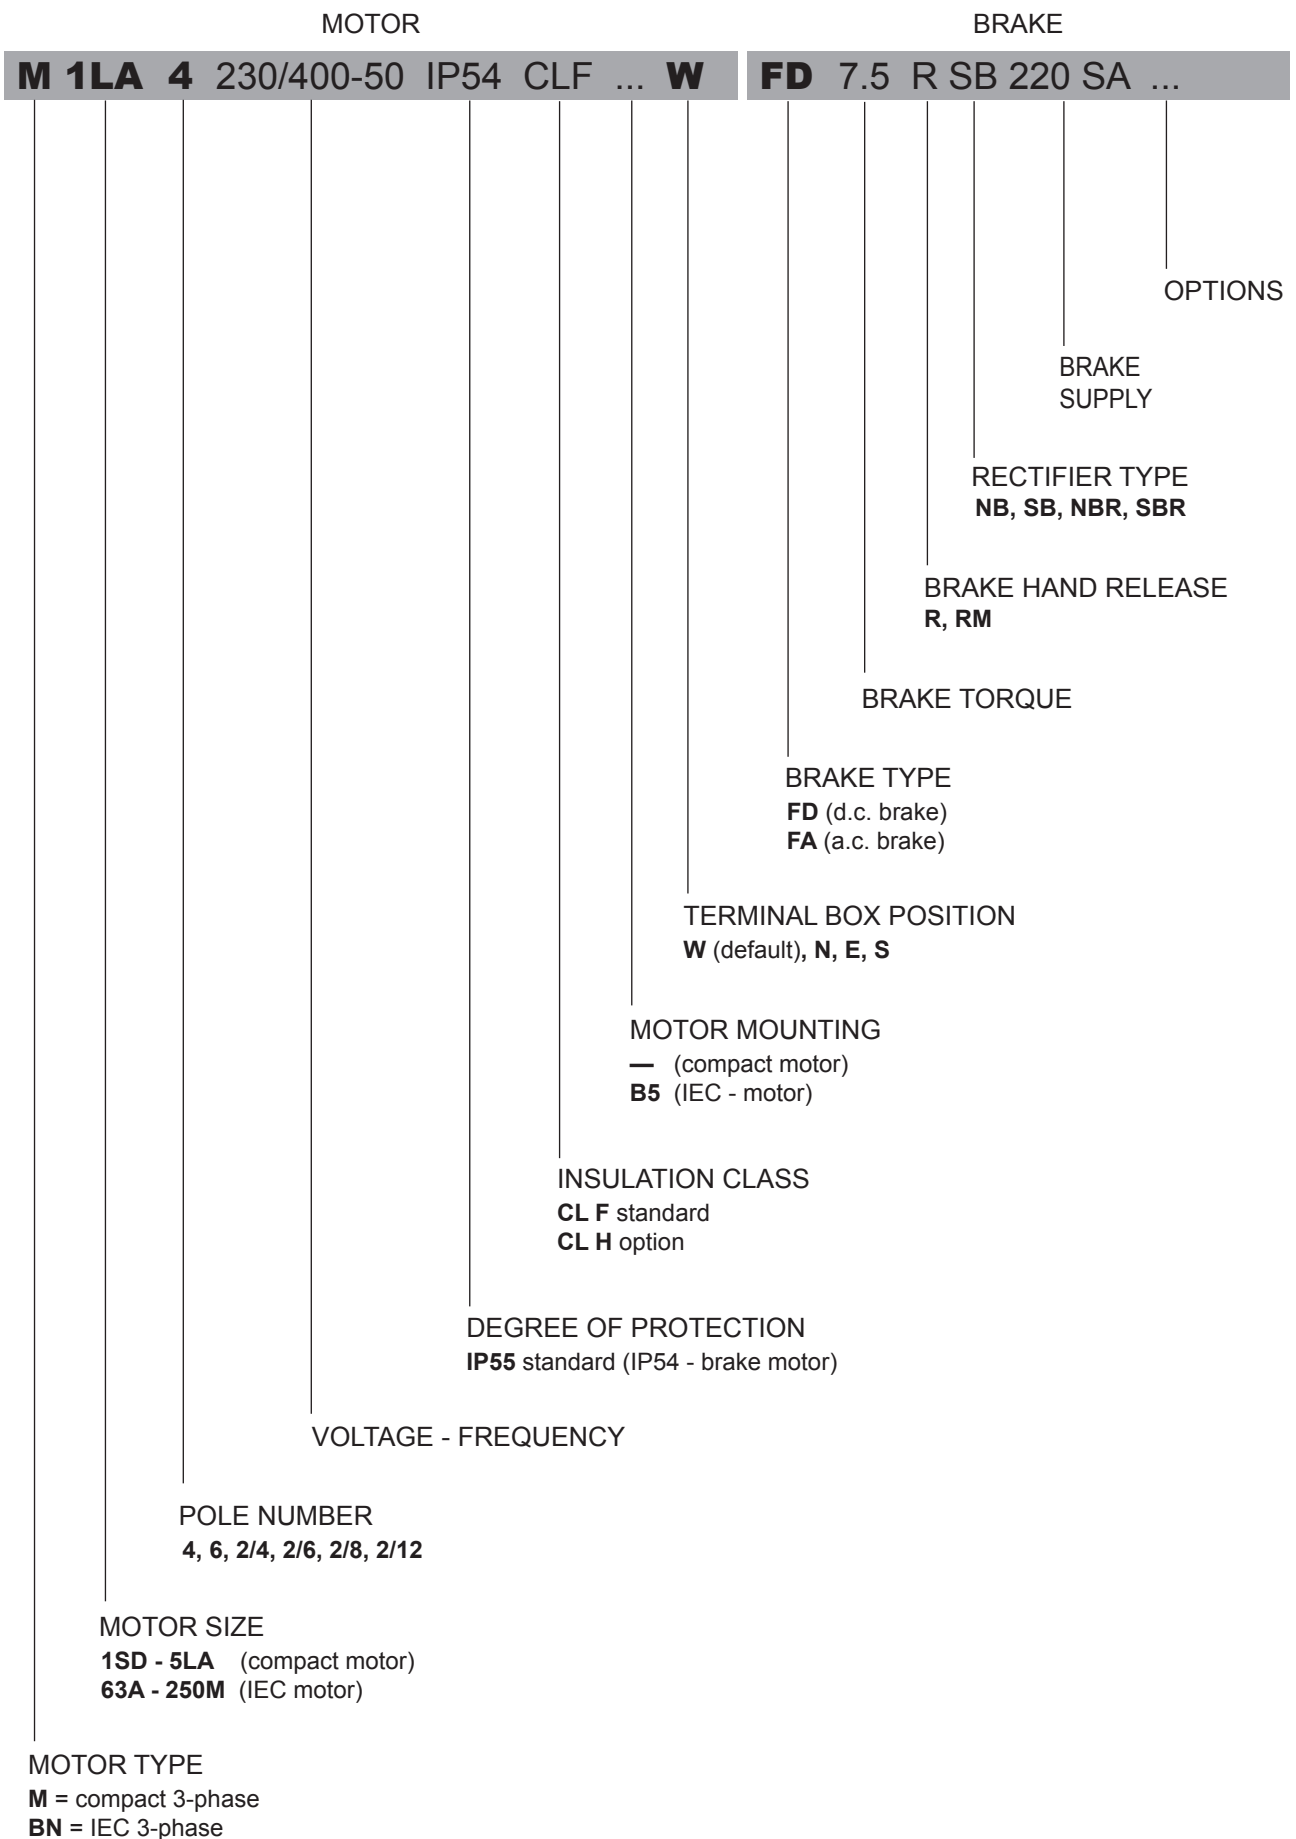 MOTOR BRAKE
M 1LA 4 230/400-50 IP54 CLF ... W FD 7.5 R SB 220 SA ...
OPTIONS
BRAKE
SUPPLY
RECTIFIER TYPE
NB, SB, NBR, SBR
BRAKE HAND RELEASE
R, RM
BRAKE TORQUE
BRAKE TYPE
FD (d.c. brake)
FA (a.c. brake)
TERMINAL BOX POSITION
W (default), N, E, S
MOTOR MOUNTING
— (compact motor)
B5 (IEC - motor)
INSULATION CLASS
CL F standard
CL H option
DEGREE OF PROTECTION
IP55 standard (IP54 - brake motor)
VOLTAGE - FREQUENCY
POLE NUMBER
4, 6, 2/4, 2/6, 2/8, 2/12
MOTOR SIZE
1SD - 5LA (compact motor)
63A - 250M (IEC motor)
MOTOR TYPE
M = compact 3-phase
BN = IEC 3-phase